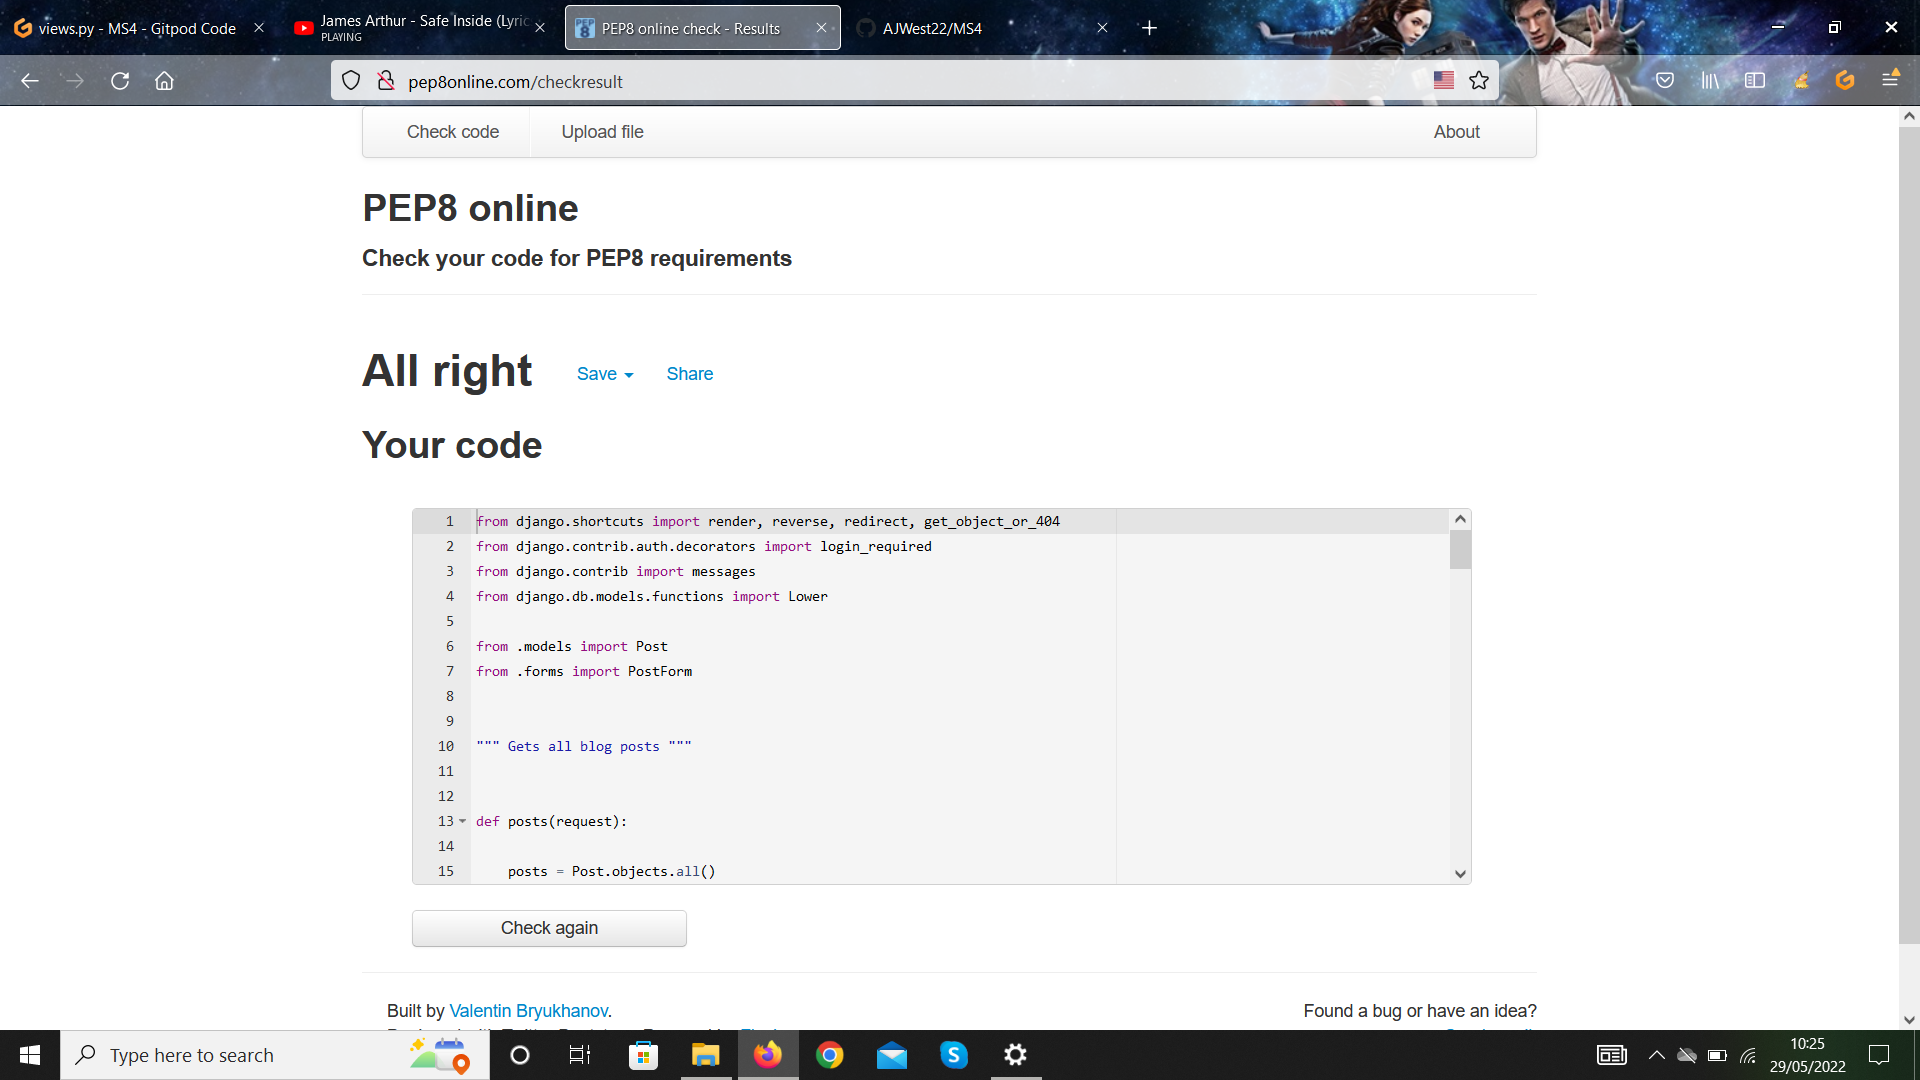 views.py - MS4 - Gitpod Code
James Arthur - Safe Inside (Lyric
PLAYING
PEP8 online check - Results
AJWest22/MS4
pep8online.com/checkresult
Check code
Upload file
About
PEP8 online
Check your code for PEP8 requirements
All right
Save
Share
Your code
1 from django.shortcuts import render, reverse, redirect, get_object_or_404
2 from django.contrib.auth.decorators import login_required
3 from django.contrib import messages
4 from django.db.models.functions import Lower
5
6 from .models import Post
7 from .forms import PostForm
8
9
10 """ Gets all blog posts """
11
12
13 def posts(request):
14
15 posts = Post.objects.all()
Check again
Built by Valentin Bryukhanov.
Found a bug or have an idea?
Type here to search
10:25
29/05/2022